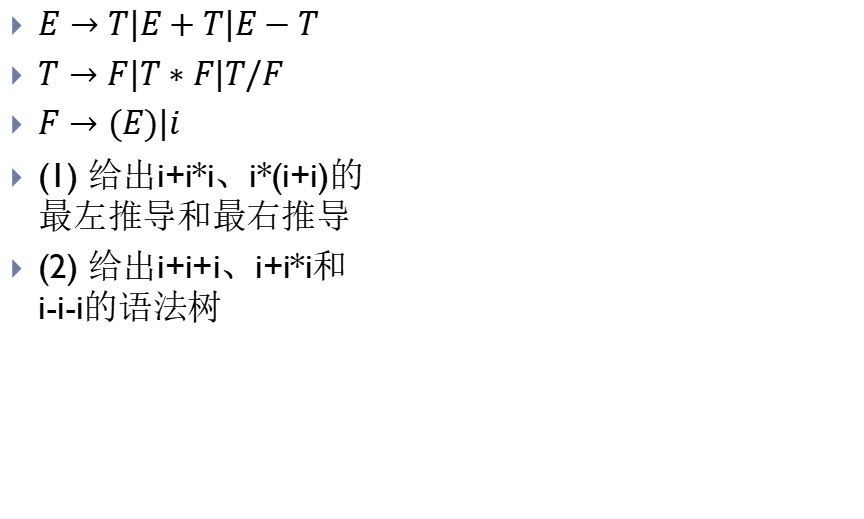 E → T|E + T|E − T
T → F|T ∗ F|T/F
F → (E)|i
(1) 给出i+i*i、i*(i+i)的
最左推导和最右推导
(2) 给出i+i+i、i+i*i和
i-i-i的语法树